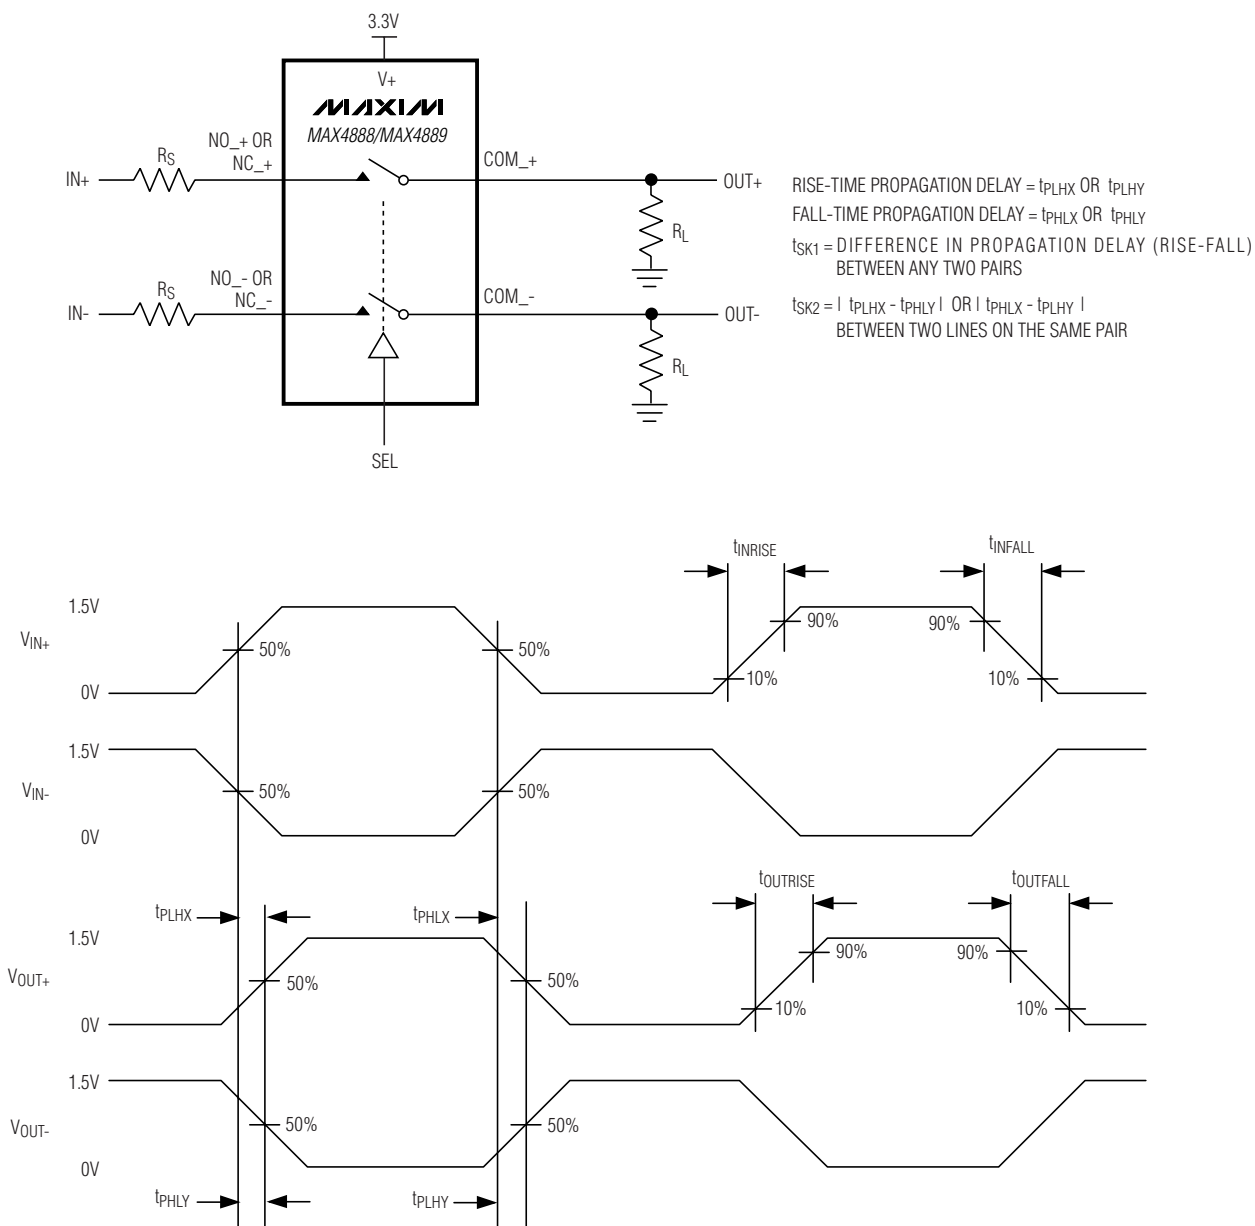 3.3V
V+
MAXIM
MAX4888/MAX4889
NO_+ OR
NC_+
RS
IN+
COM_+
OUT+
RL
NO_- OR
NC_-
RS
IN-
COM_-
OUT-
RL
SEL
RISE-TIME PROPAGATION DELAY = tPLHX OR tPLHY
FALL-TIME PROPAGATION DELAY = tPHLX OR tPHLY
tSK1 = DIFFERENCE IN PROPAGATION DELAY (RISE-FALL)
BETWEEN ANY TWO PAIRS
tSK2 = | tPLHX - tPHLY | OR | tPHLX - tPLHY |
BETWEEN TWO LINES ON THE SAME PAIR
tINRISE
tINFALL
1.5V
VIN+
0V
50%
50%
90%
90%
10%
10%
1.5V
VIN-
0V
50%
50%
tOUTRISE
tOUTFALL
tPLHX
tPHLX
1.5V
VOUT+
0V
50%
50%
90%
90%
10%
10%
1.5V
VOUT-
0V
50%
50%
tPHLY
tPLHY